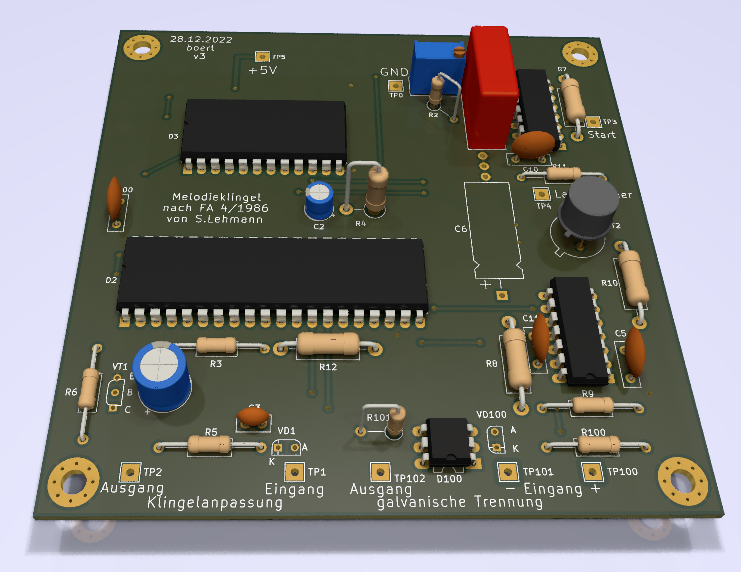 28.12.2022
boert
v3
TP5
+5V
GND
TP0
R2
R7
TP3
Start
D3
R11
TP4
Melodieklingel
nach FA 4/1986
von S.Lehmann
C2
R4
C6
R10
D2
+
R3
R12
R8
C5
VT1
E
B
C
R6
+
C3
R9
R5
VD1
K
A
R101
VD100
A
K
R100
D100
TP2
TP1
TP102
TP101
TP100
Ausgang
Eingang
Ausgang
− Eingang +
Klingelanpassung
galvanische Trennung